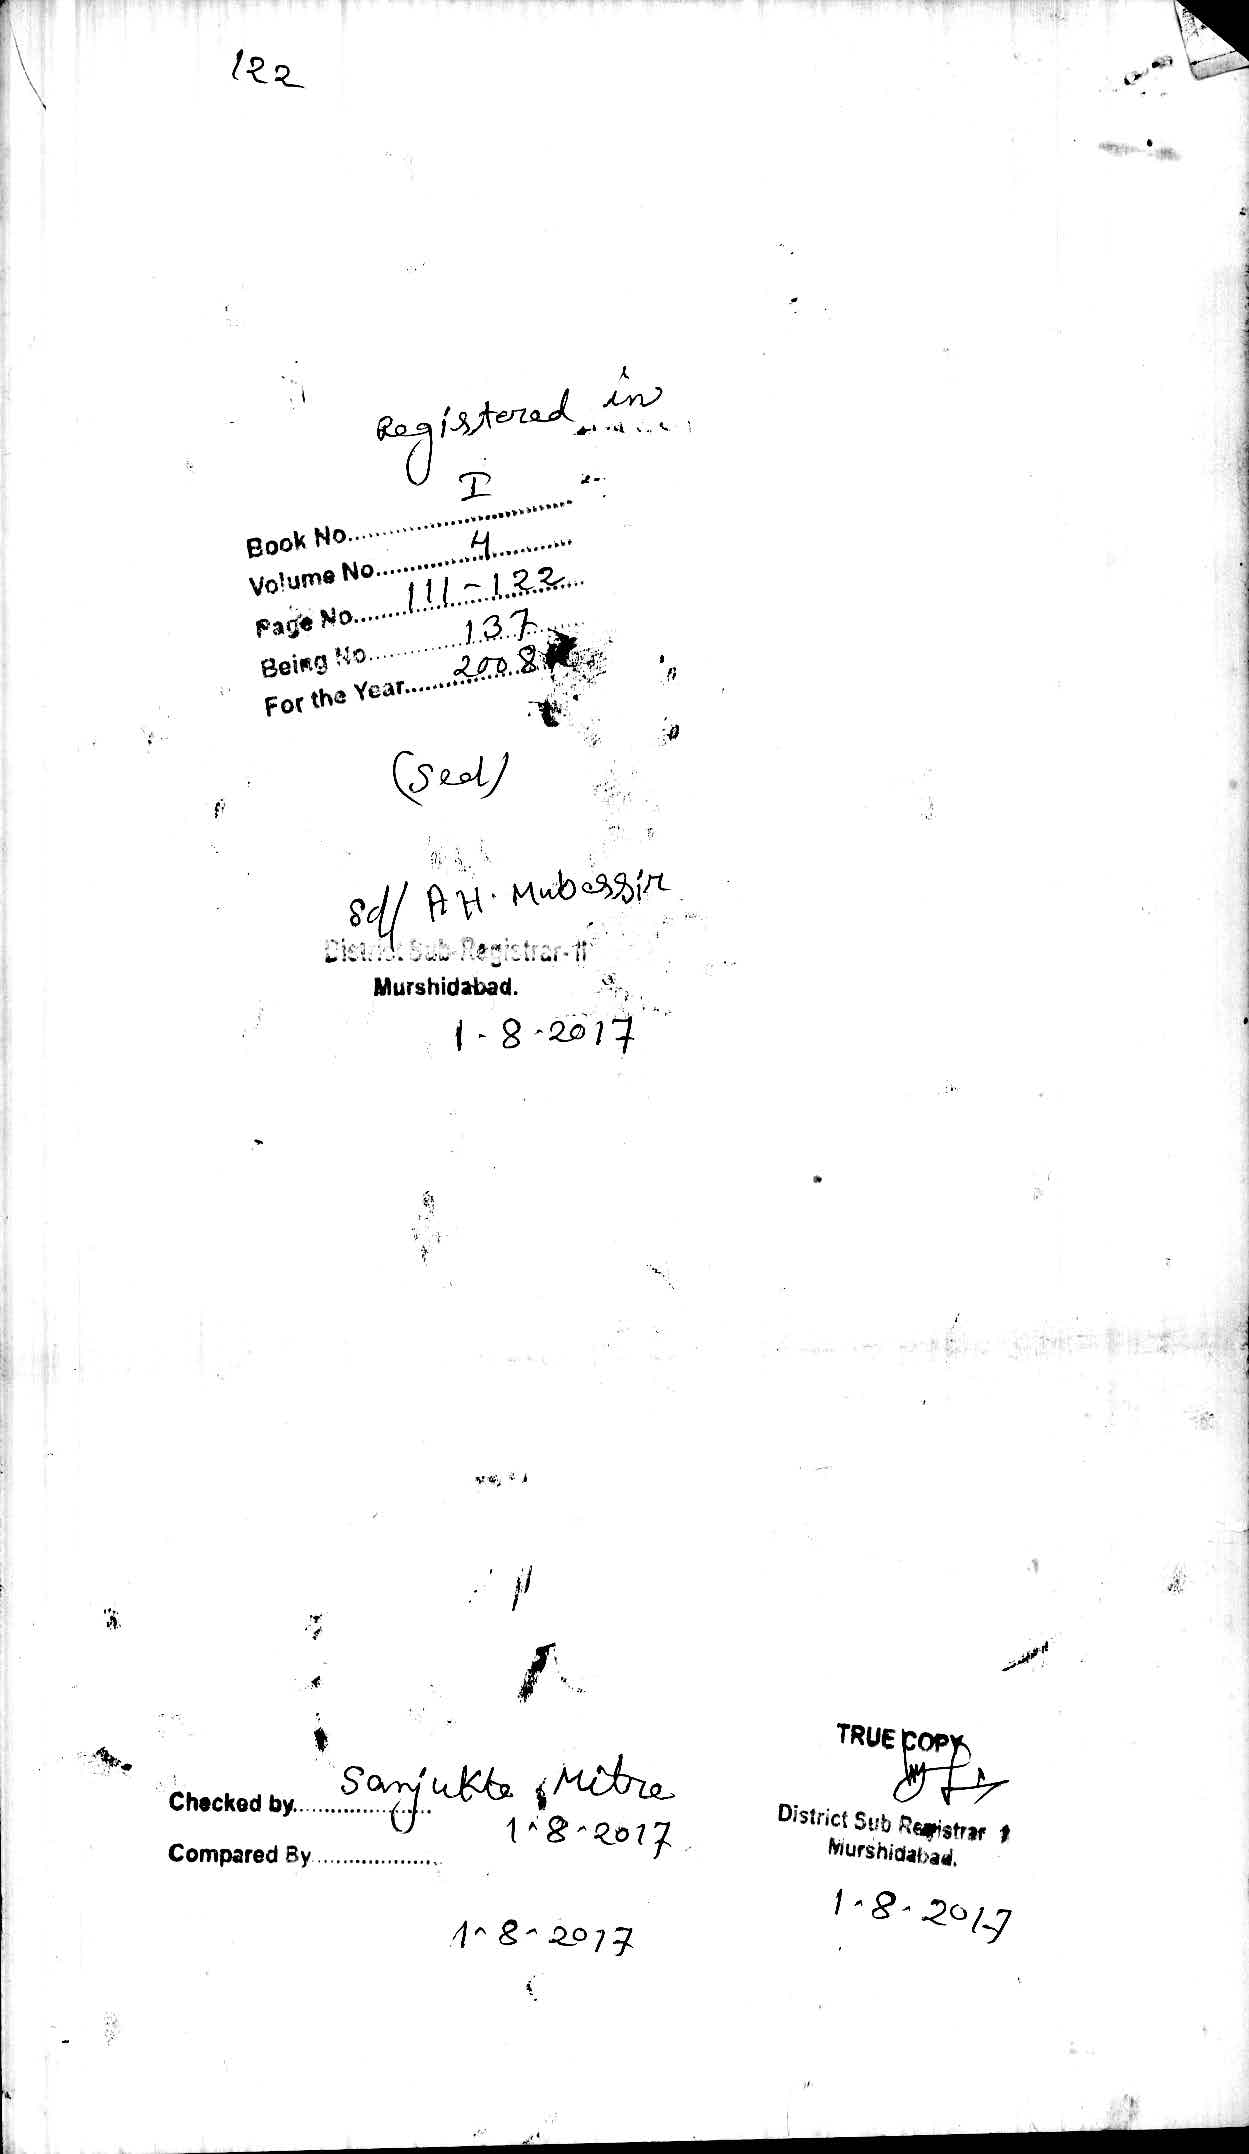 122
Registered in
Book No.........I.........
Volume No.........4.........
Page No.........111-122.........
Being No.........137.........
For the Year.........2008
(Sed)
Sd/ A H. Mubassir
District Sub-Registrar-II
Murshidabad.
1-8-2017
TRUE COPY
Checked by.........Sanjukta Mitra
1-8-2017
District Sub Registrar
Murshidabad.
Compared By.........
1-8-2017
1-8-2017